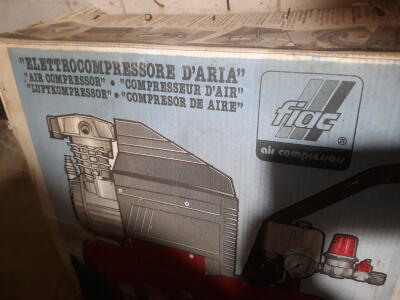 "ELETTROCOMPRESSORE D'ARIA"
"AIR COMPRESSOR" • "COMPRESSEUR D'AIR"
"LUFTKOMPRESSOR" • "COMPRESOR DE AIRE"
fiac
®
air compressors